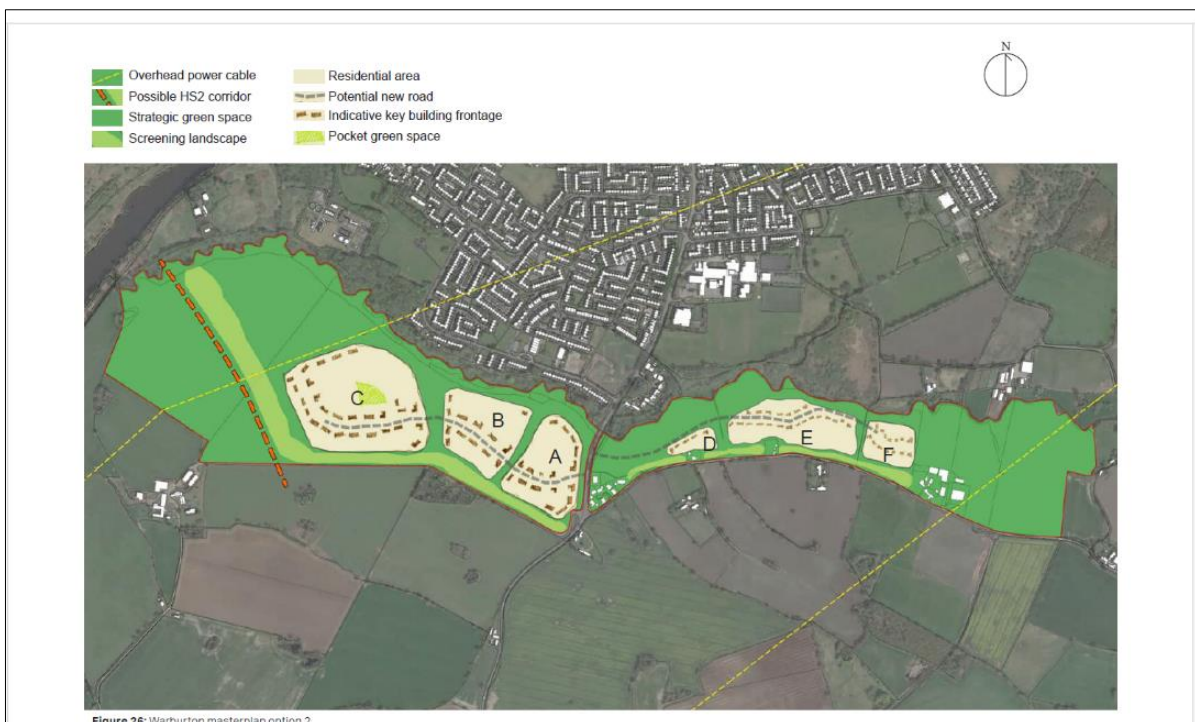 N
Overhead power cable
Possible HS2 corridor
Strategic green space
Screening landscape
Residential area
Potential new road
Indicative key building frontage
Pocket green space
C
B
A
D
E
F
Figure 26: Warburton masterplan option 2